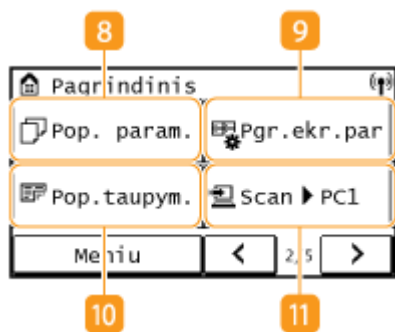 8 9
Pagrindinis
Pop. param. Pgr.ekr.par
Pop.taupym. Scan ▶ PC1
Meniu < 2/5 >
10 11